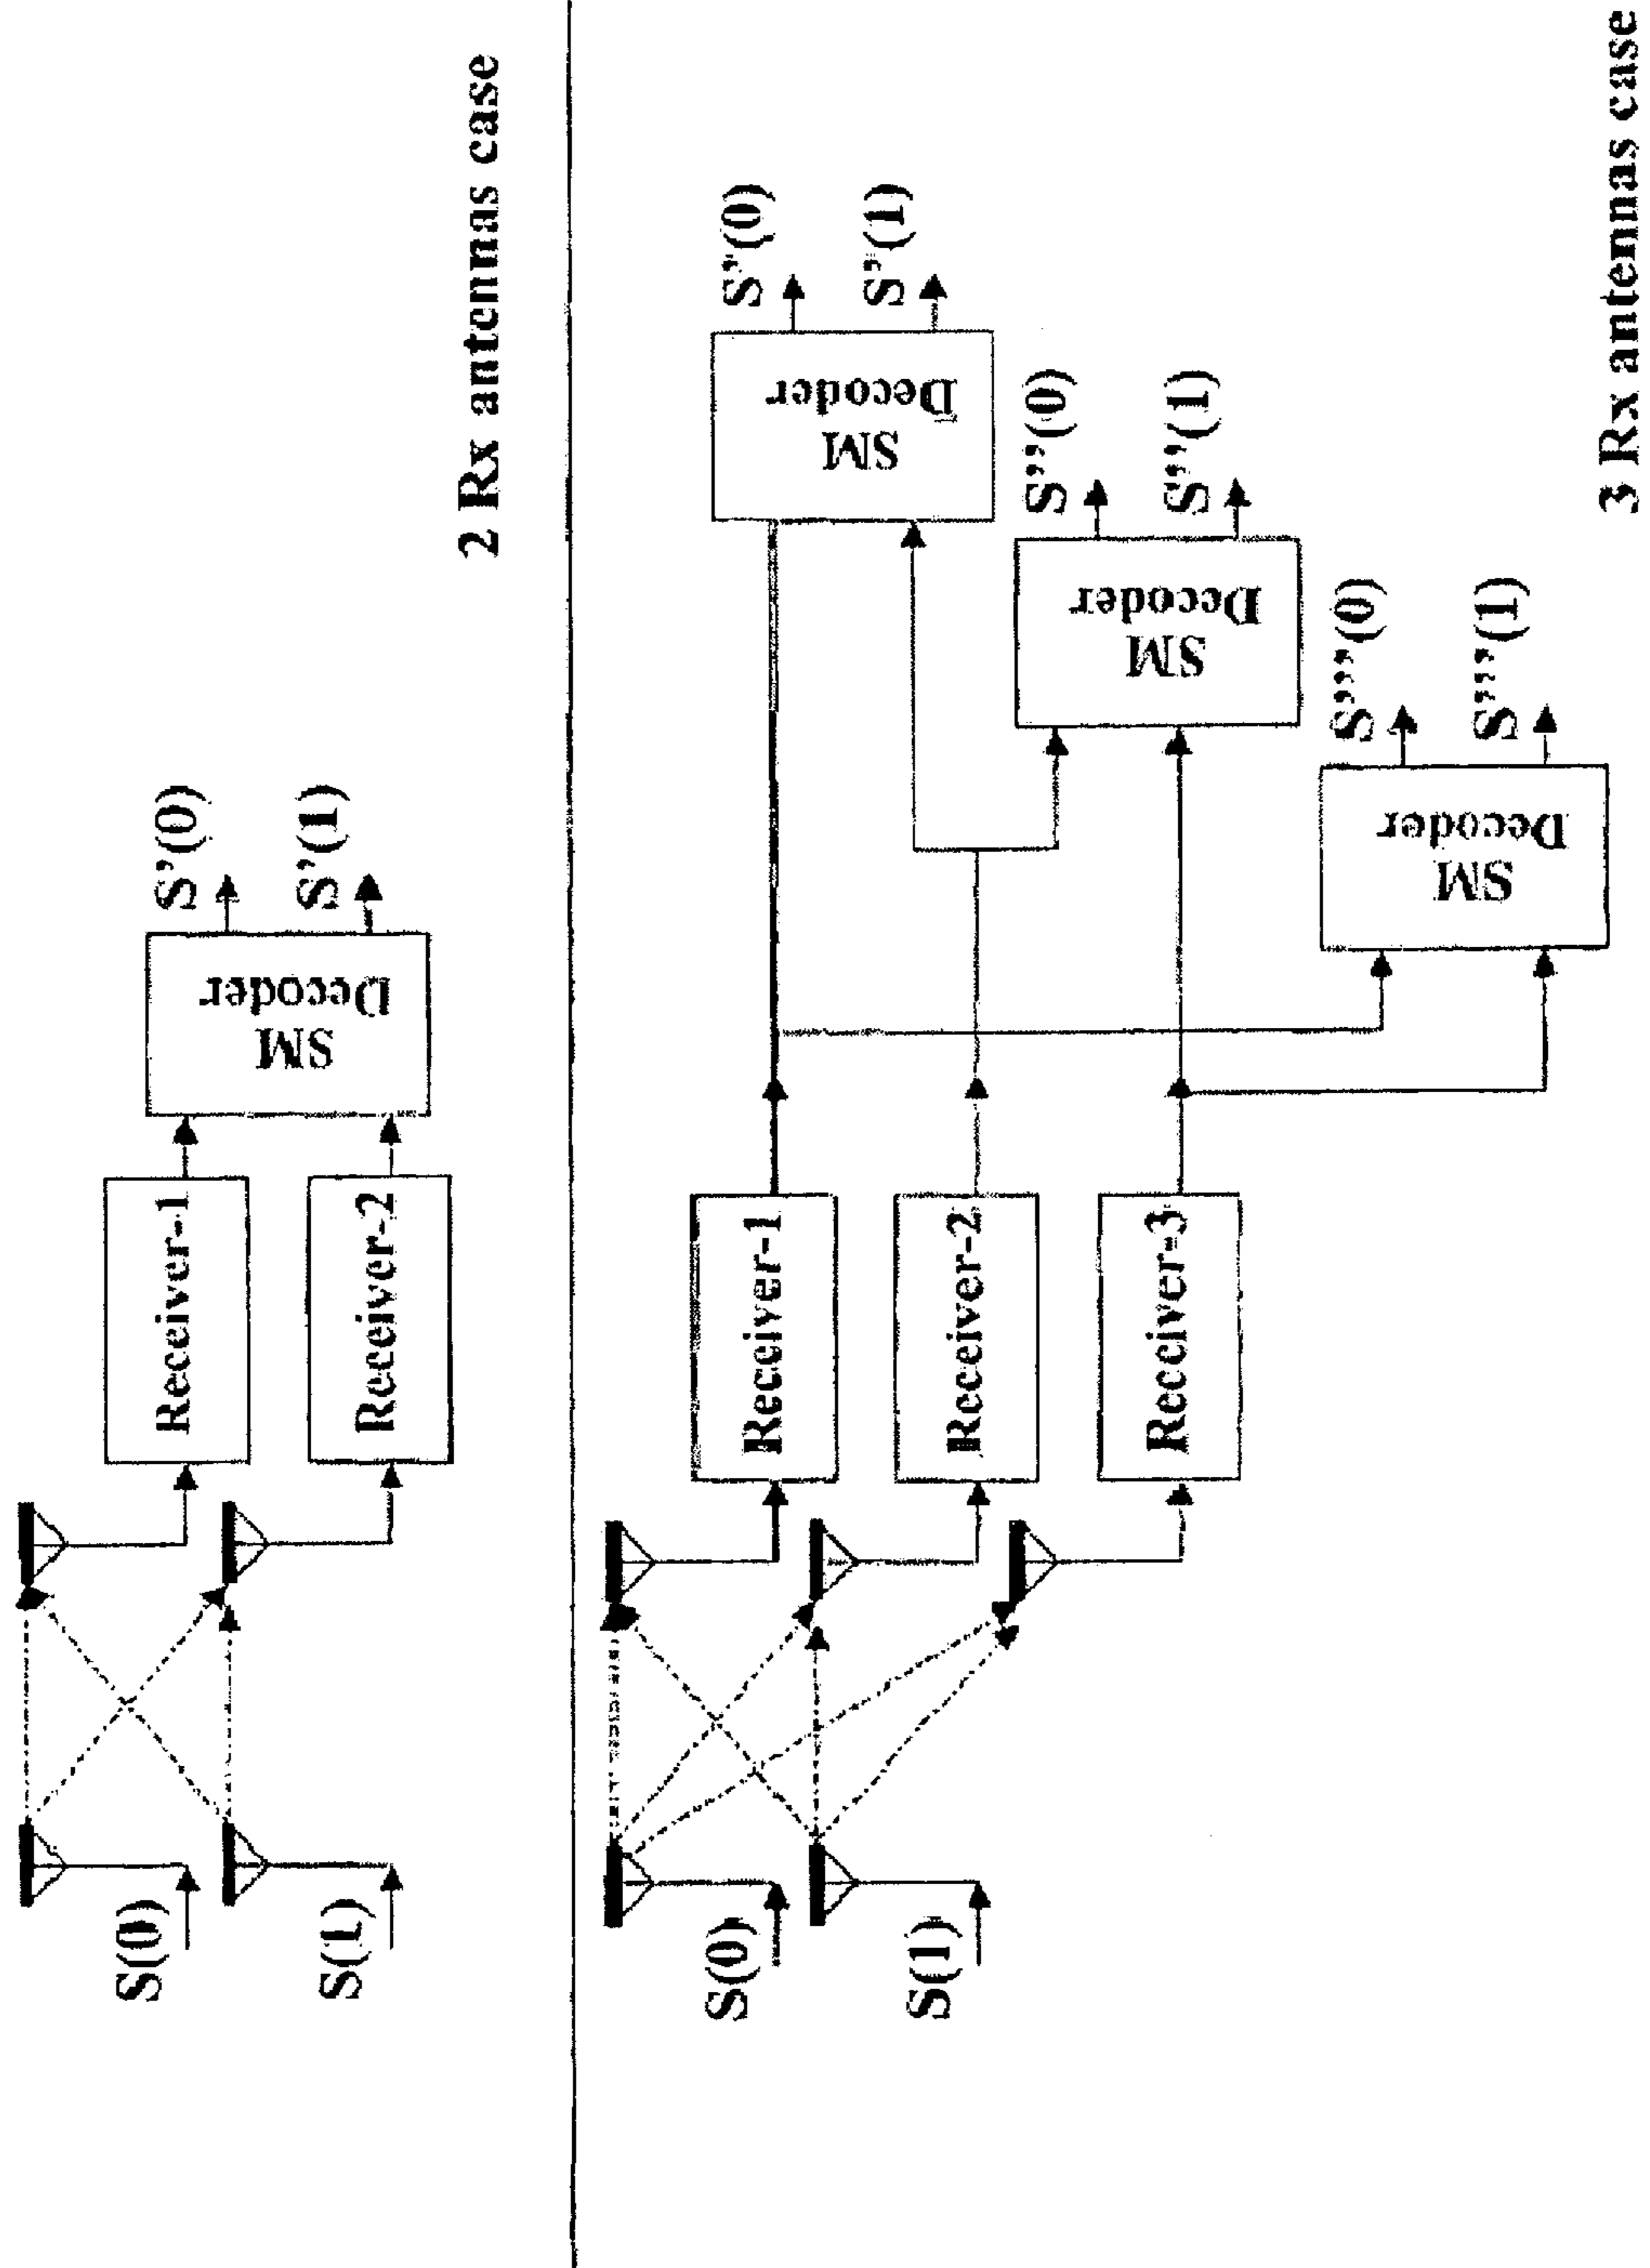 S(0)
S(1)
Receiver-1
Receiver-2
SM
Decoder
S'(0)
S'(1)
2 Rx antennas case
S(0)
S(1)
Receiver-1
Receiver-2
Receiver-3
SM
Decoder
S'(0)
S'(1)
SM
Decoder
S''(0)
S''(1)
SM
Decoder
S'''(0)
S'''(1)
3 Rx antennas case